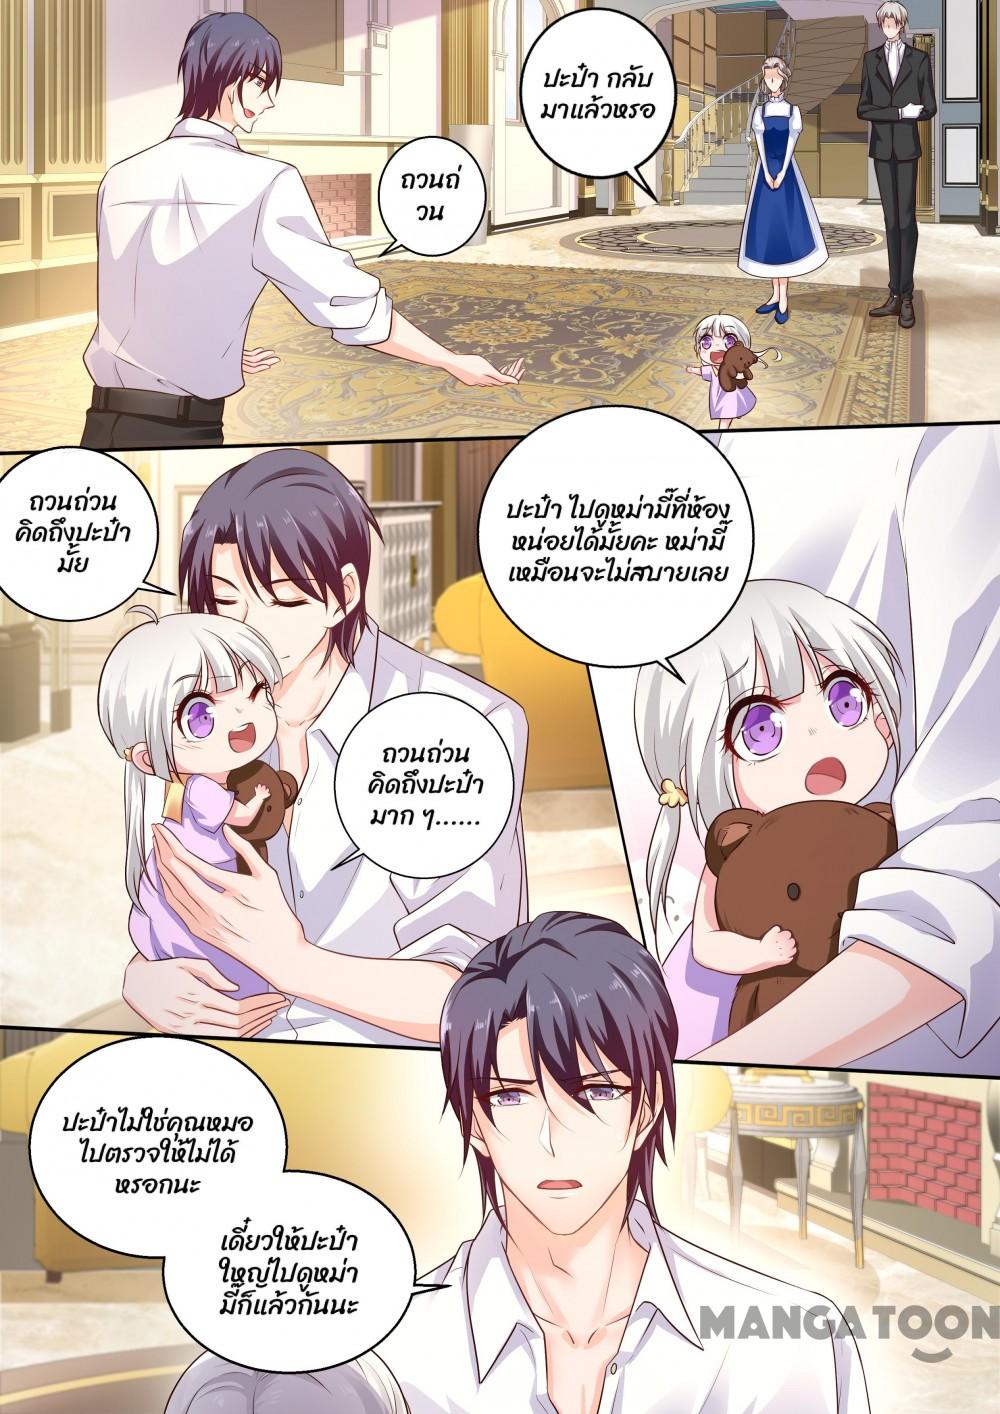 ปะป๋า กลับ
มาแล้วหรอ
ถวนถ่
วน
ถวนถ่วน
คิดถึงปะป๋า
มั้ย
ปะป๋า ไปดูหม่ามี๊ที่ห้อง
หน่อยได้มั้ยคะ หม่ามี๊
เหมือนจะไม่สบายเลย
ถวนถ่วน
คิดถึงปะป๋า
มาก ๆ......
ปะป๋าไม่ใช่คุณหมอ
ไปตรวจให้ไม่ได้
หรอกนะ
เดี๋ยวให้ปะป๋า
ใหญ่ไปดูหม่า
มี๊ก็แล้วกันนะ
MANGATOON